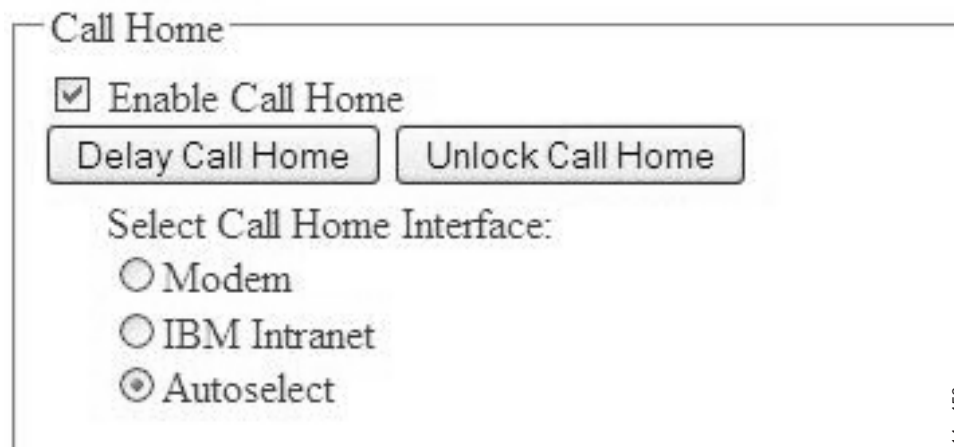 Call Home
Enable Call Home
Delay Call Home Unlock Call Home
Select Call Home Interface:
Modem
IBM Intranet
Autoselect